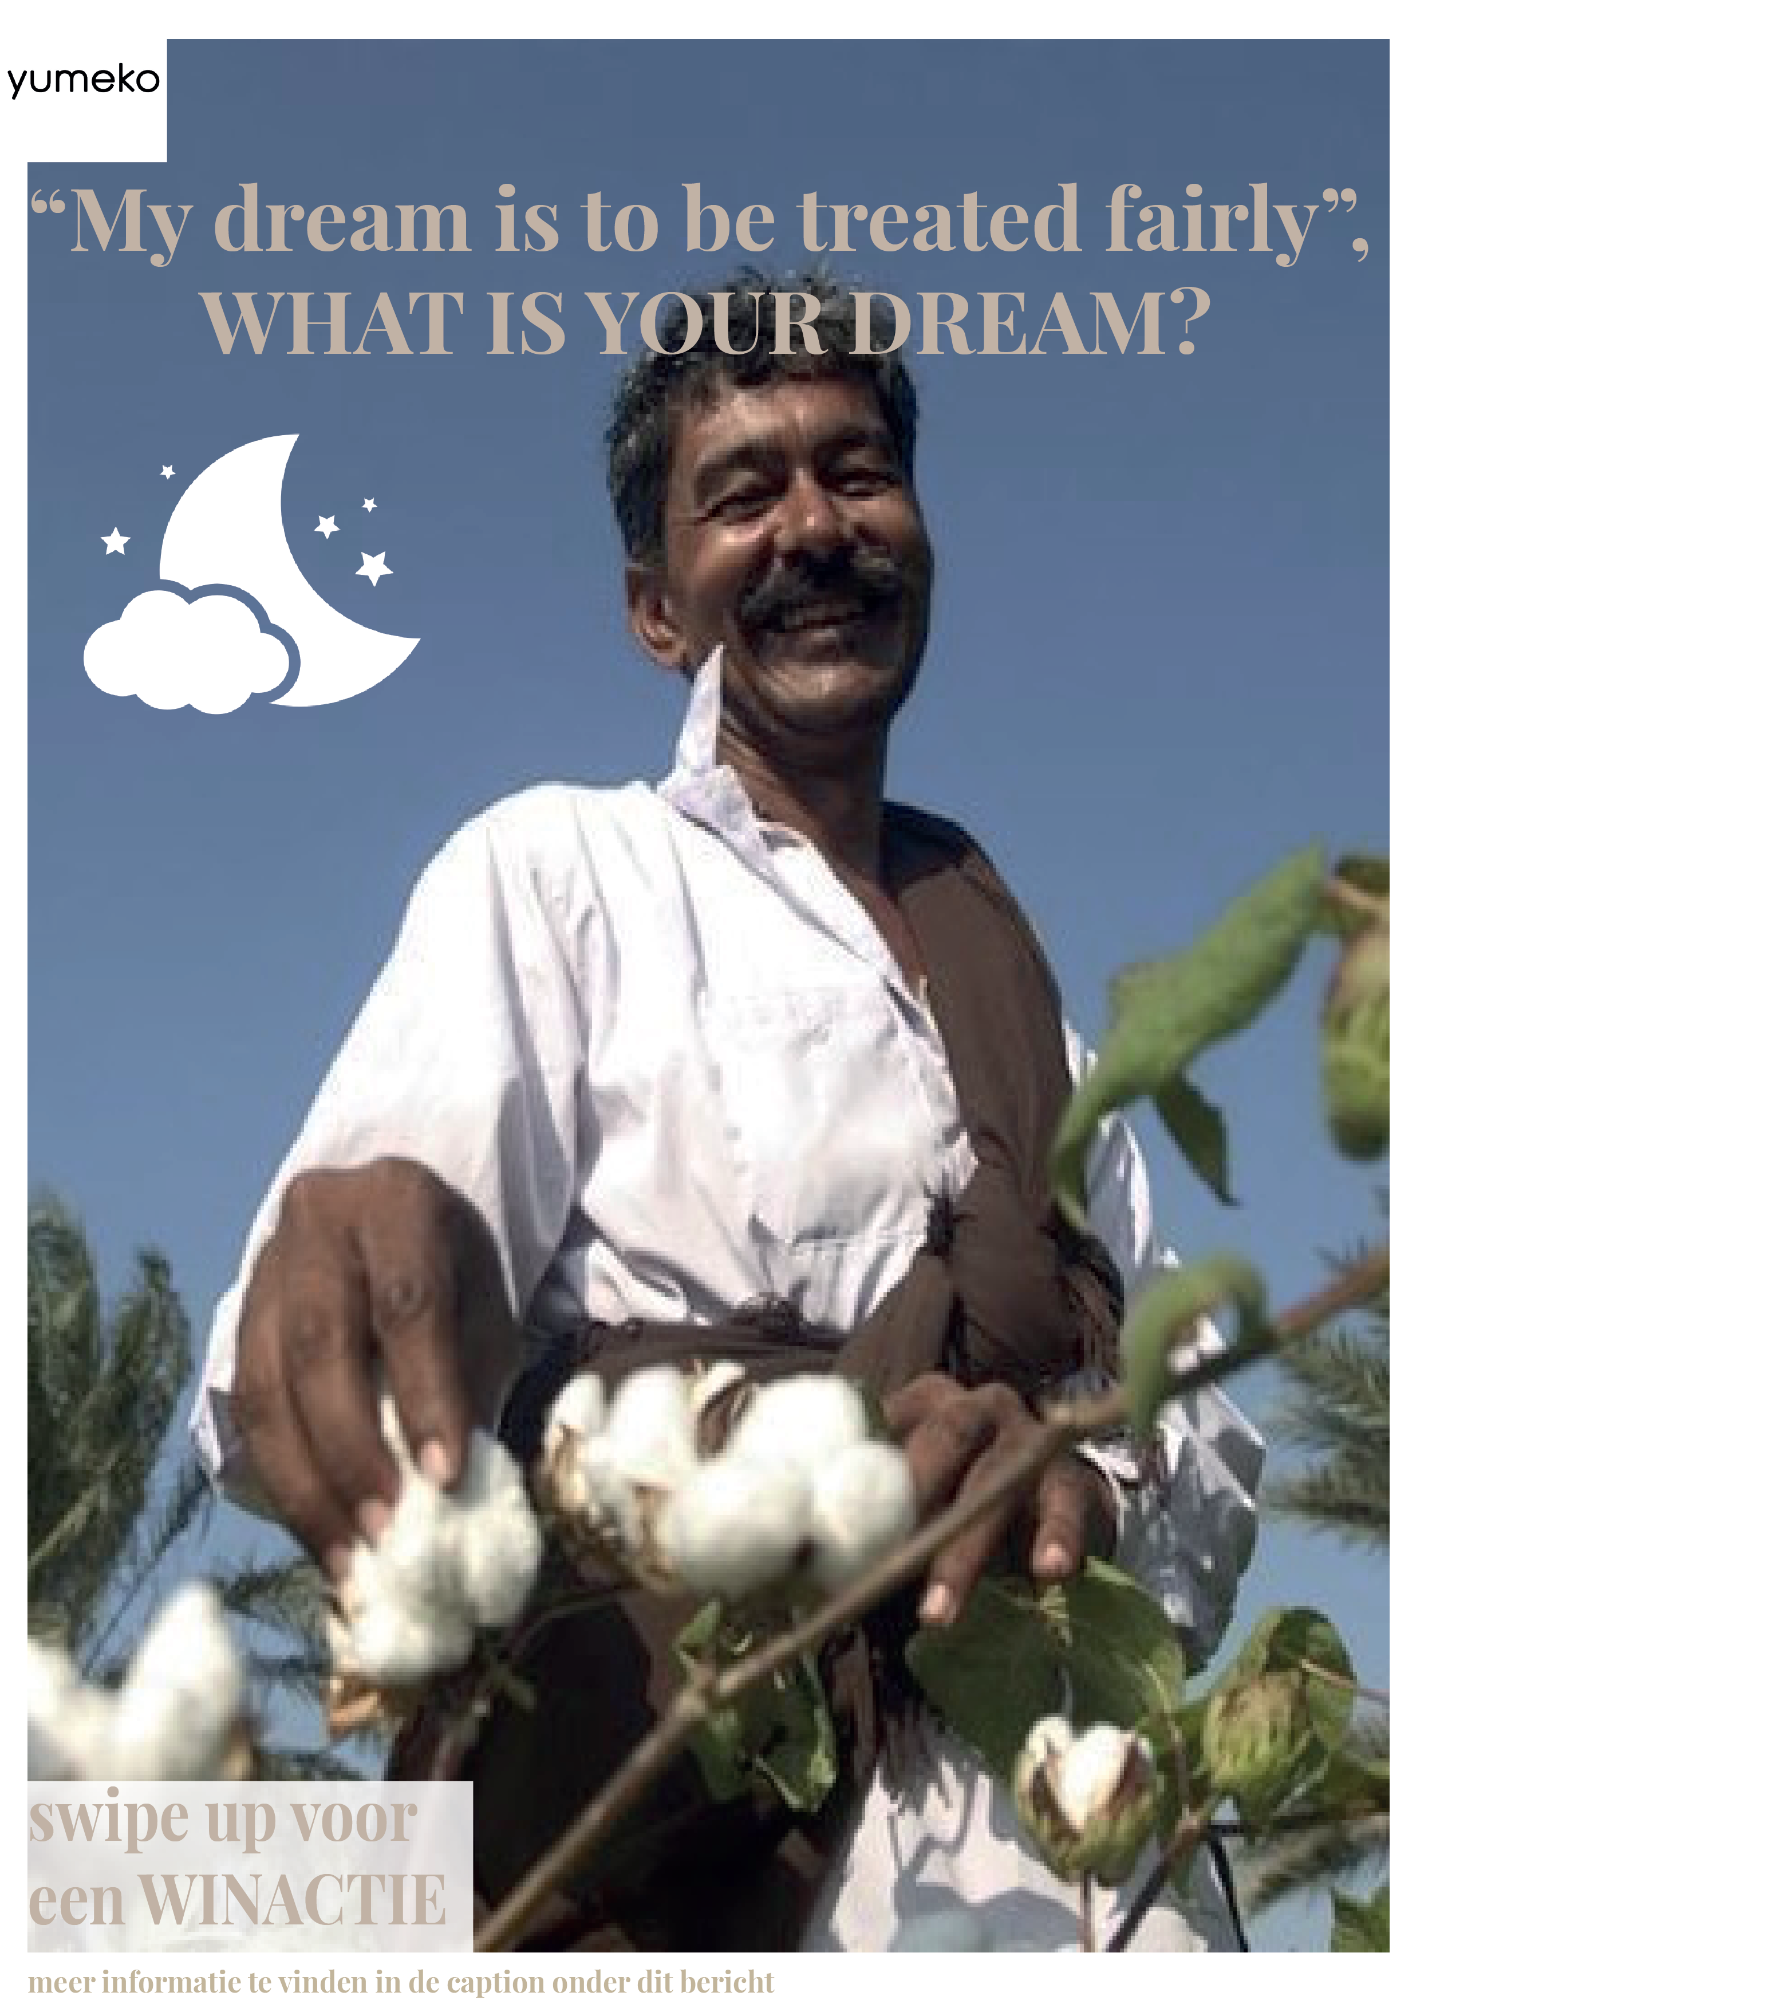 yumeko
“My dream is to be treated fairly”,
WHAT IS YOUR DREAM?
swipe up voor
een WINACTIE
meer informatie te vinden in de caption onder dit bericht